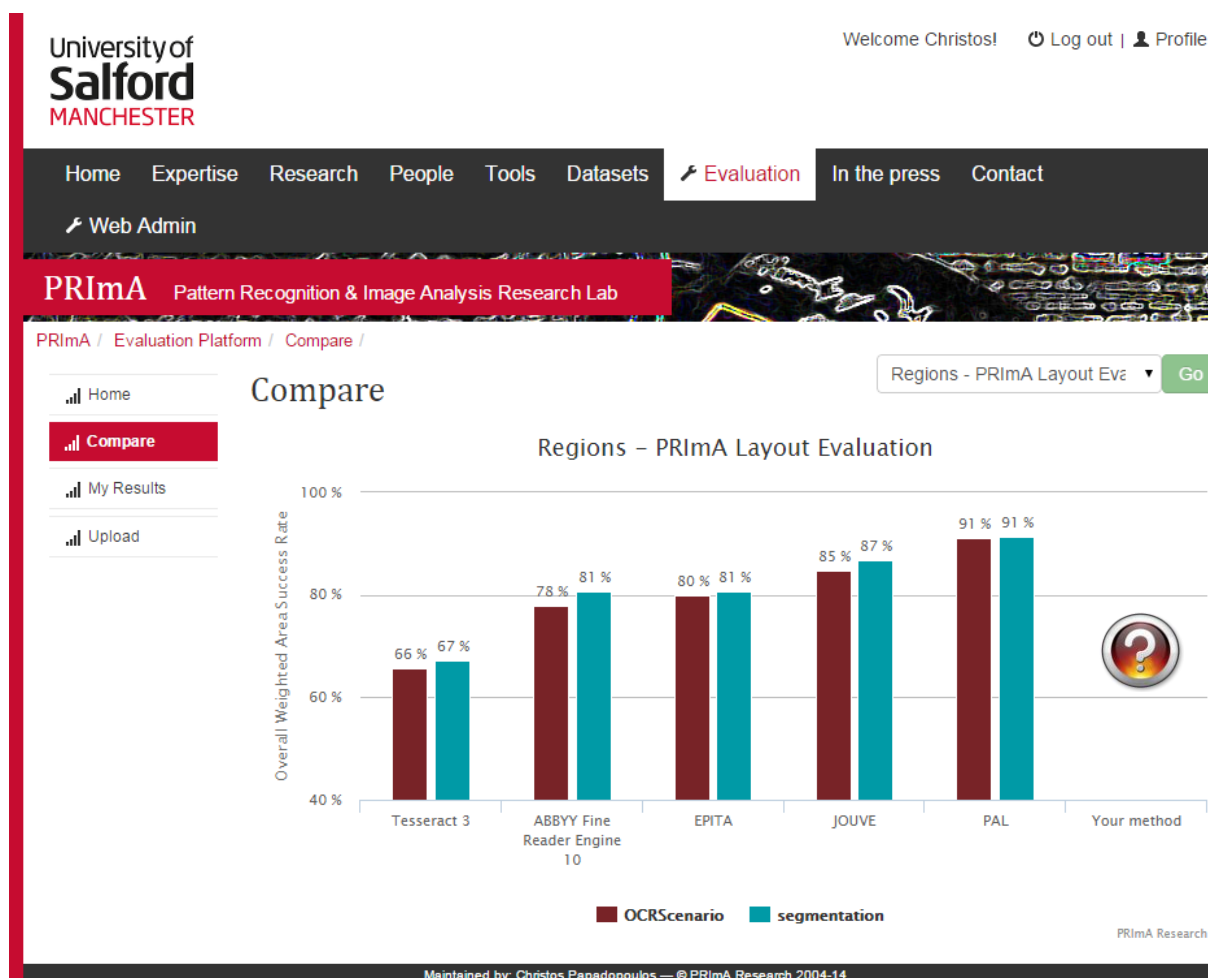 University of
Salford
MANCHESTER
Welcome Christos! Log out | Profile
Home Expertise Research People Tools Datasets Evaluation In the press Contact
Web Admin
PRImA Pattern Recognition & Image Analysis Research Lab
PRImA / Evaluation Platform / Compare /
Home
Compare
My Results
Upload
Compare
Regions - PRImA Layout Eva Go
Regions – PRImA Layout Evaluation
Overall Weighted Area Success Rate
100 %
80 %
60 %
40 %
66 % 67 %
78 % 81 %
80 % 81 %
85 % 87 %
91 % 91 %
?
Tesseract 3
ABBYY Fine
Reader Engine
10
EPITA
JOUVE
PAL
Your method
OCRScenario segmentation
PRImA Research
Maintained by: Christos Papadopoulos — © PRImA Research 2004-14